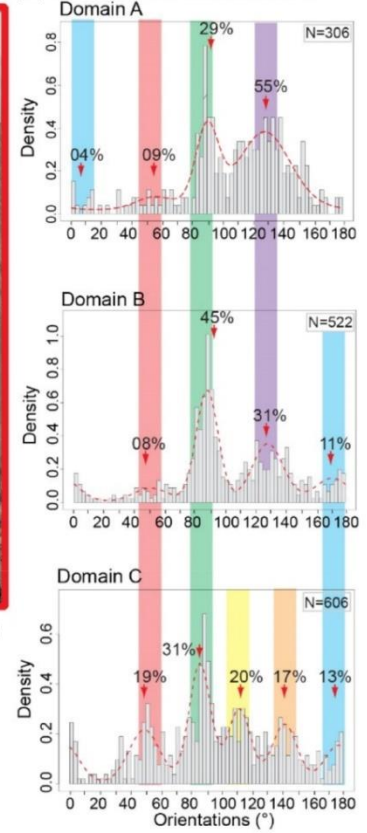 Domain A
N=306
29%
55%
04%
09%
Density
0.0 0.2 0.4 0.6 0.8
0 20 40 60 80 100 120 140 160 180
Domain B
N=522
45%
08%
31%
11%
Density
0.0 0.2 0.4 0.6 0.8 1.0
0 20 40 60 80 100 120 140 160 180
Domain C
N=606
31%
19%
20%
17%
13%
Density
0.0 0.2 0.4 0.6
0 20 40 60 80 100 120 140 160 180
Orientations (°)